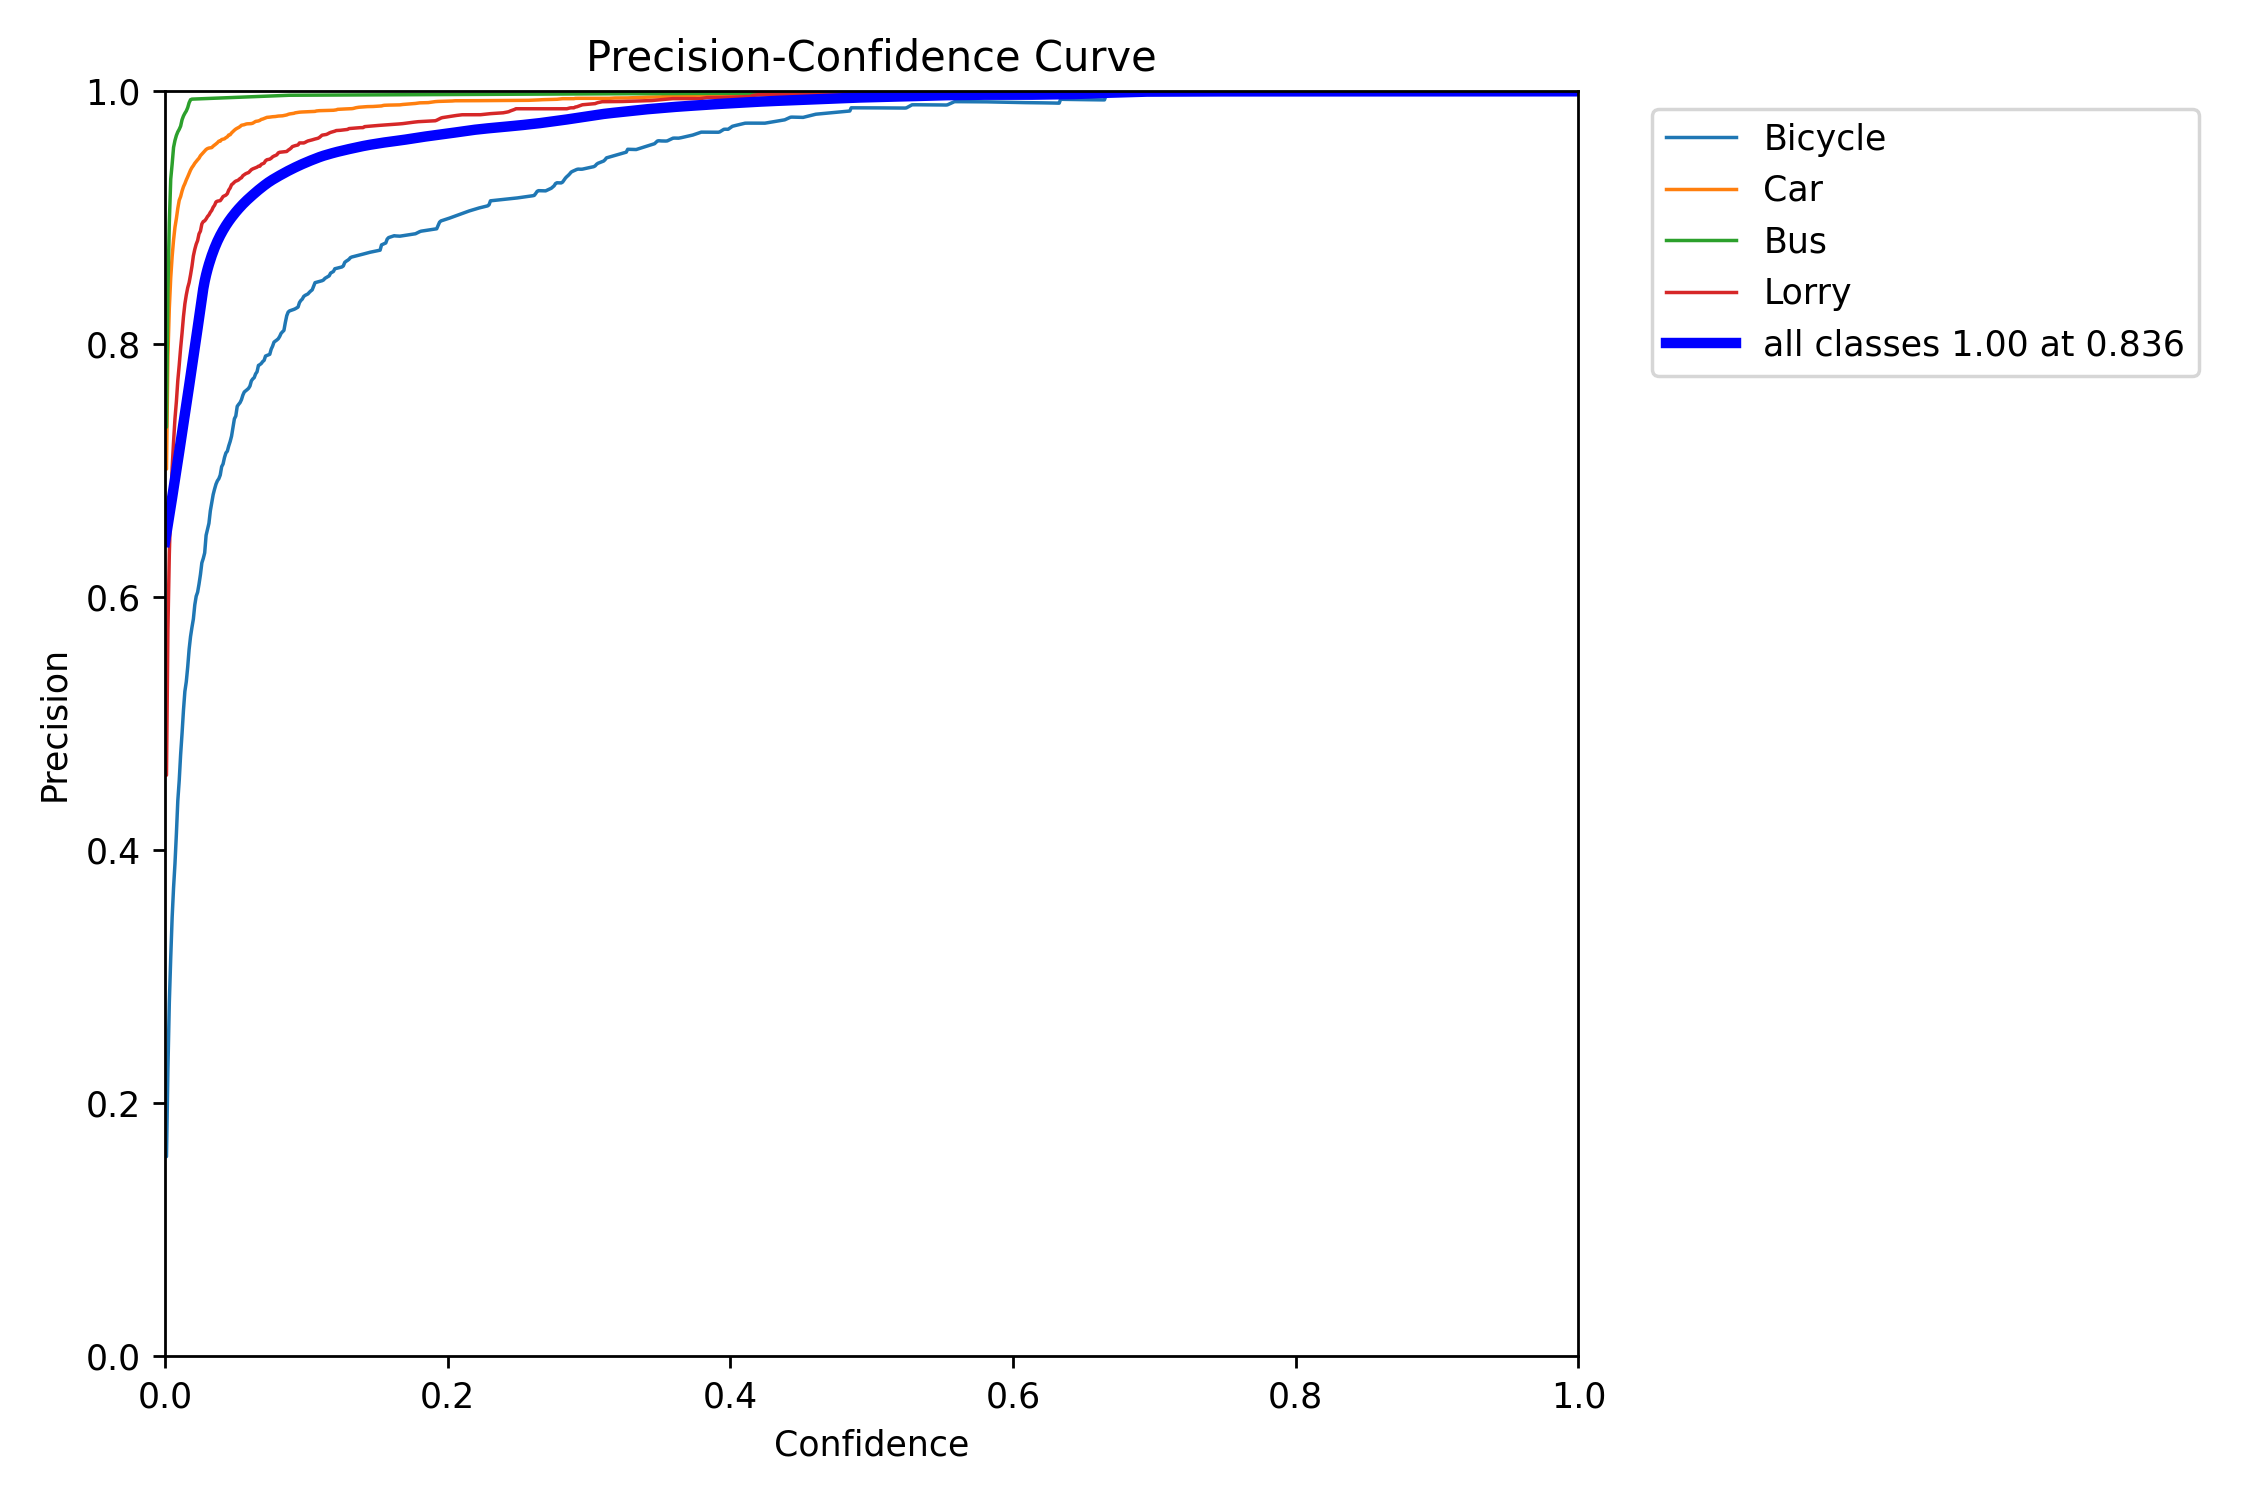 Precision-Confidence Curve
1.0
0.8
0.6
0.4
0.2
0.0
Precision
0.0 0.2 0.4 0.6 0.8 1.0
Confidence
Bicycle
Car
Bus
Lorry
all classes 1.00 at 0.836